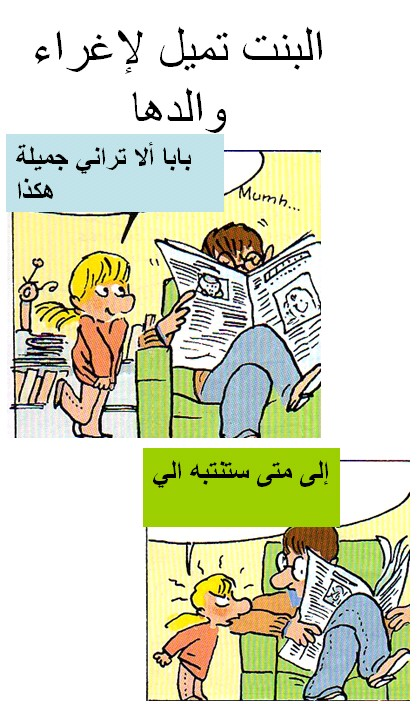 البنت تميل لإغراء
والدها
بابا ألا تراني جميلة
هكذا
Mumh...
إلى متى ستنتبه الي